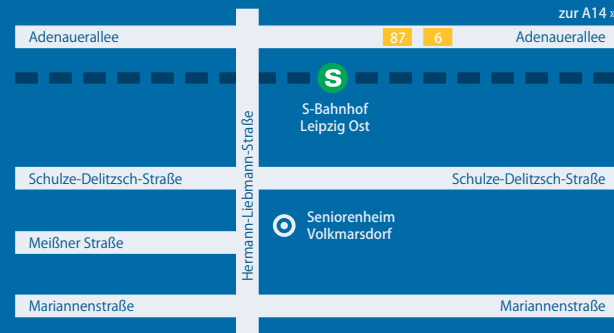 zur A14 »
Adenauerallee
87
6
Adenauerallee
S
S-Bahnhof
Leipzig Ost
Hermann-Liebmann-Straße
Schulze-Delitzsch-Straße
Schulze-Delitzsch-Straße
Seniorenheim
Volkmarsdorf
Meißner Straße
Mariannenstraße
Mariannenstraße